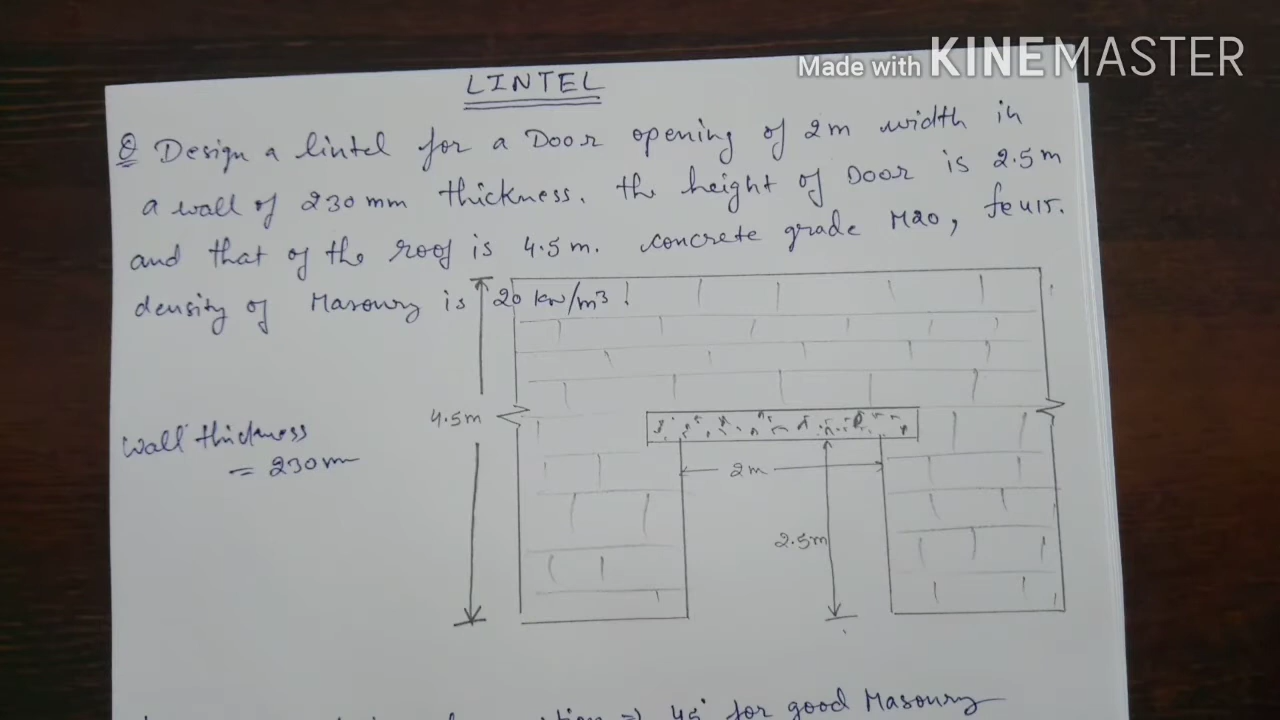 Made with KINEMASTER
LINTEL
Q Design a lintel for a Door opening of 2m width in
a wall of 230mm thickness. the height of Door is 2.5m
and that of the roof is 4.5m. concrete grade M20, fe415.
density of Masonry is 20 kN/m3.
4.5m
wall thickness
= 230m
2m
2.5m
45° for good Masonry